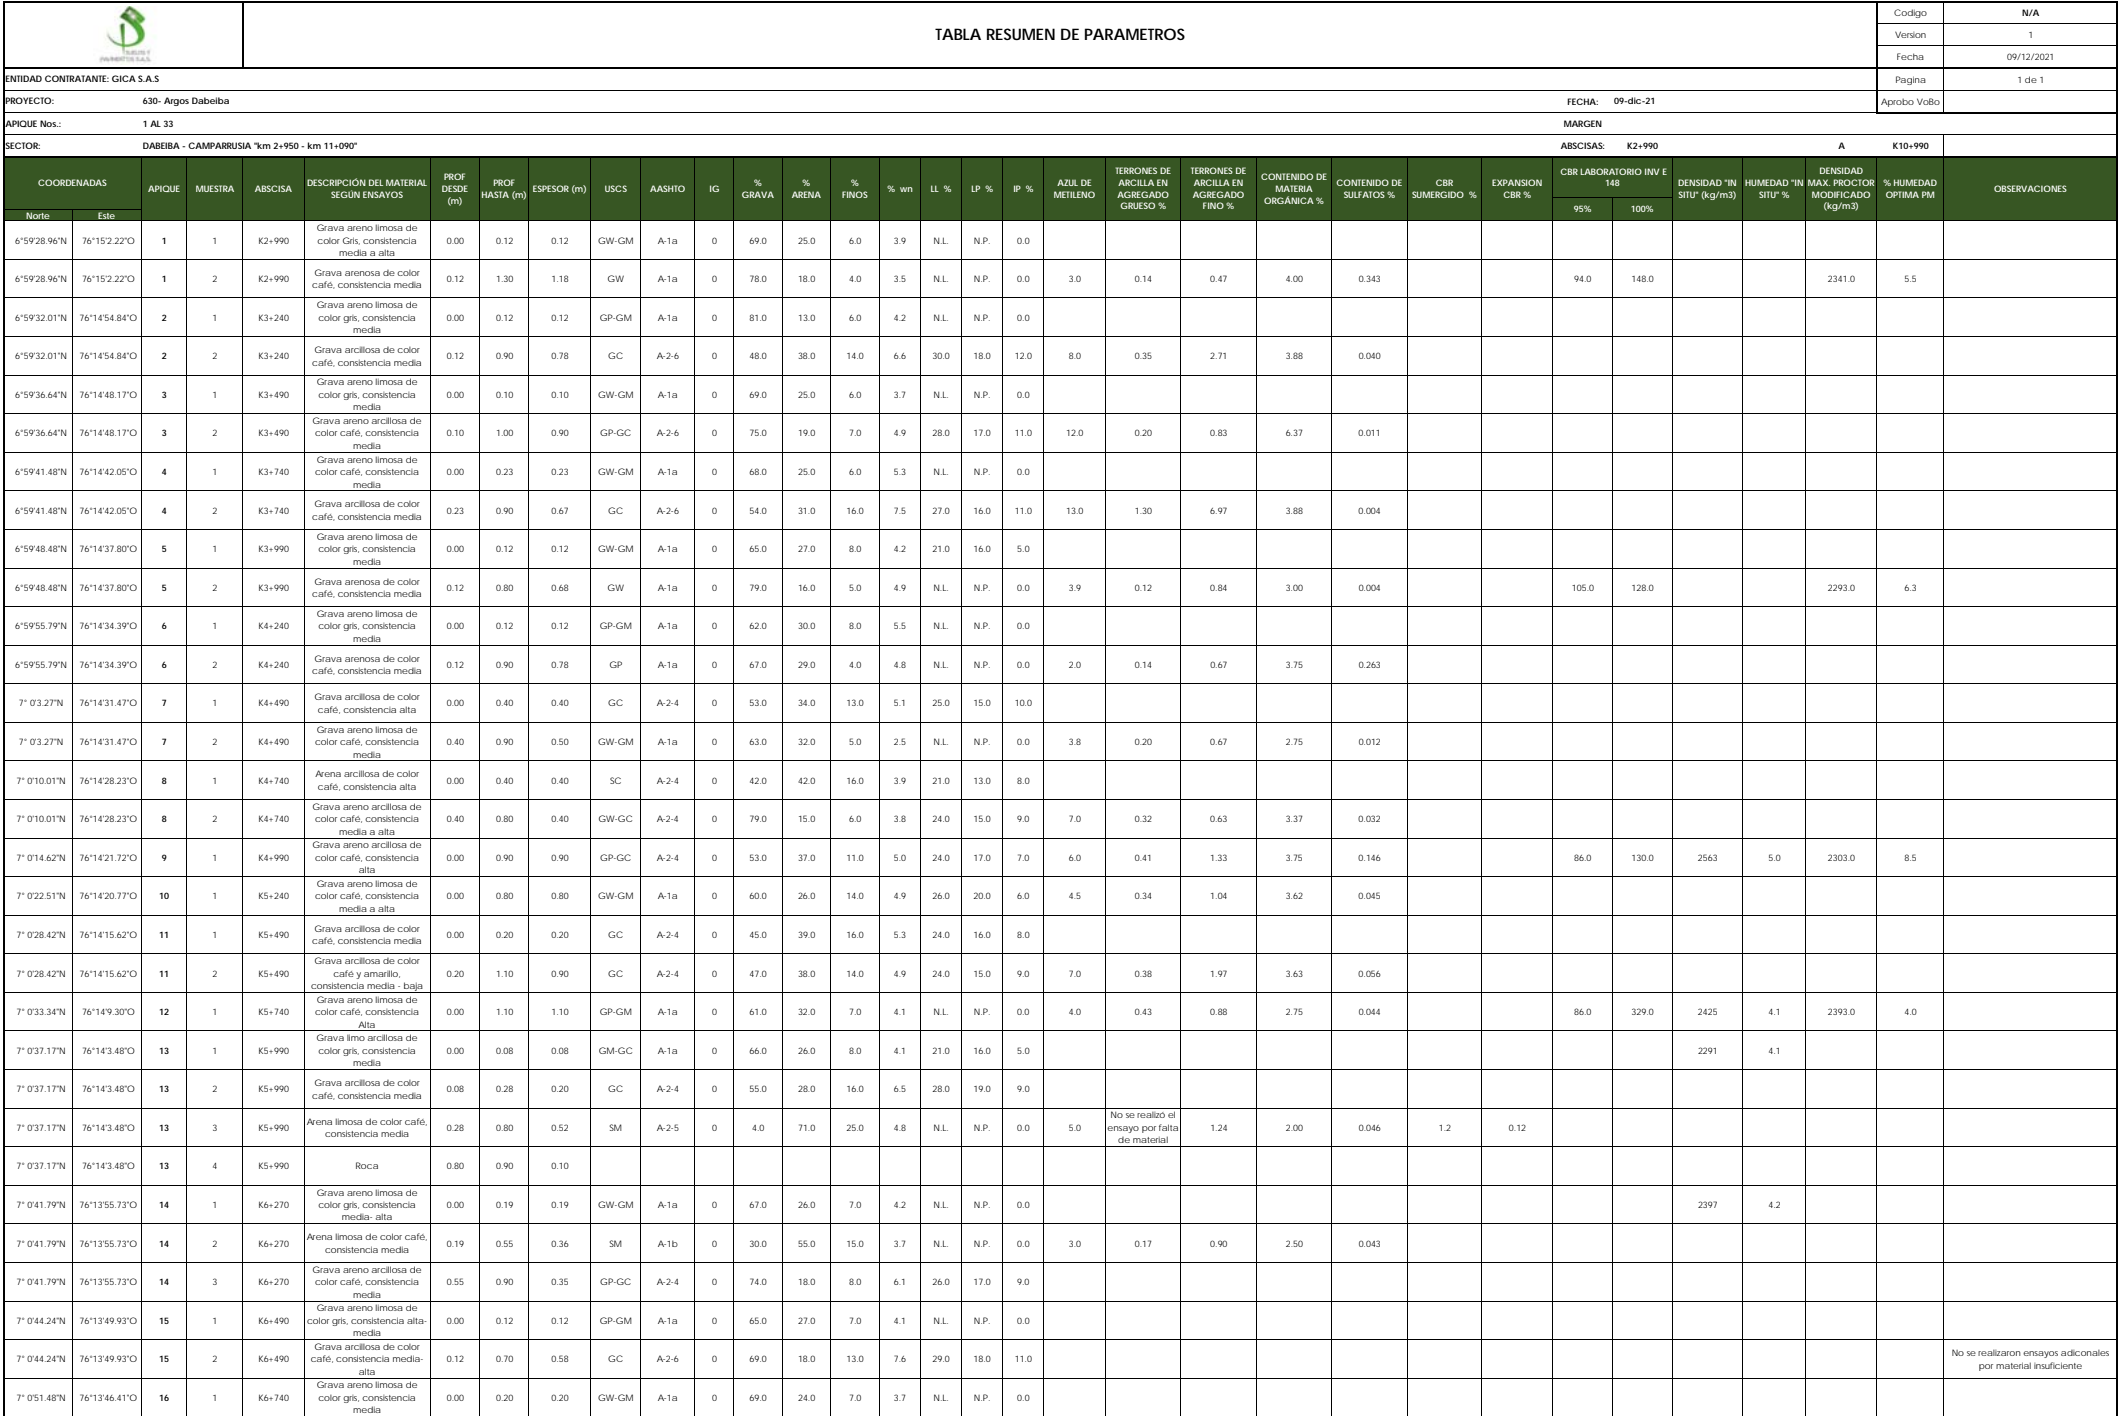 TABLA RESUMEN DE PARAMETROS
Codigo N/A
Version 1
Fecha 09/12/2021
Pagina 1 de 1
Aprobo VoBo
ENTIDAD CONTRATANTE: GICA S.A.S
PROYECTO: 630- Argos Dabeiba FECHA: 09-dic-21
APIQUE Nos.: 1 AL 33 MARGEN
SECTOR: DABEIBA - CAMPARRUSIA "km 2+950 - km 11+090" ABSCISAS: K2+990 A K10+990
COORDENADAS Norte Este APIQUE MUESTRA ABSCISA DESCRIPCIÓN DEL MATERIAL SEGÚN ENSAYOS PROF DESDE (m) PROF HASTA (m) ESPESOR (m) USCS AASHTO IG % GRAVA % ARENA % FINOS % wn LL % LP % IP % AZUL DE METILENO TERRONES DE ARCILLA EN AGREGADO GRUESO % TERRONES DE ARCILLA EN AGREGADO FINO % CONTENIDO DE MATERIA ORGÁNICA % CONTENIDO DE SULFATOS % CBR SUMERGIDO % EXPANSION CBR % CBR LABORATORIO INV E 148 95% 100% DENSIDAD "IN SITU" (kg/m3) HUMEDAD "IN SITU" % DENSIDAD MAX. PROCTOR MODIFICADO (kg/m3) % HUMEDAD OPTIMA PM OBSERVACIONES
6°59'28.96"N 76°15'2.22"O 1 1 K2+990 Grava areno limosa de color Gris, consistencia media a alta 0.00 0.12 0.12 GW-GM A-1a 0 69.0 25.0 6.0 3.9 N.L. N.P. 0.0
6°59'28.96"N 76°15'2.22"O 1 2 K2+990 Grava arenosa de color café, consistencia media 0.12 1.30 1.18 GW A-1a 0 78.0 18.0 4.0 3.5 N.L. N.P. 0.0 3.0 0.14 0.47 4.00 0.343 94.0 148.0 2341.0 5.5
6°59'32.01"N 76°14'54.84"O 2 1 K3+240 Grava areno limosa de color gris, consistencia media 0.00 0.12 0.12 GP-GM A-1a 0 81.0 13.0 6.0 4.2 N.L. N.P. 0.0
6°59'32.01"N 76°14'54.84"O 2 2 K3+240 Grava arcillosa de color café, consistencia media 0.12 0.90 0.78 GC A-2-6 0 48.0 38.0 14.0 6.6 30.0 18.0 12.0 8.0 0.35 2.71 3.88 0.040
6°59'36.64"N 76°14'48.17"O 3 1 K3+490 Grava areno limosa de color gris, consistencia media 0.00 0.10 0.10 GW-GM A-1a 0 69.0 25.0 6.0 3.7 N.L. N.P. 0.0
6°59'36.64"N 76°14'48.17"O 3 2 K3+490 Grava areno arcillosa de color café, consistencia media 0.10 1.00 0.90 GP-GC A-2-6 0 75.0 19.0 7.0 4.9 28.0 17.0 11.0 12.0 0.20 0.83 6.37 0.011
6°59'41.48"N 76°14'42.05"O 4 1 K3+740 Grava areno limosa de color café, consistencia media 0.00 0.23 0.23 GW-GM A-1a 0 68.0 25.0 6.0 5.3 N.L. N.P. 0.0
6°59'41.48"N 76°14'42.05"O 4 2 K3+740 Grava arcillosa de color café, consistencia media 0.23 0.90 0.67 GC A-2-6 0 54.0 31.0 16.0 7.5 27.0 16.0 11.0 13.0 1.30 6.97 3.88 0.004
6°59'48.48"N 76°14'37.80"O 5 1 K3+990 Grava areno limosa de color gris, consistencia media 0.00 0.12 0.12 GW-GM A-1a 0 65.0 27.0 8.0 4.2 21.0 16.0 5.0
6°59'48.48"N 76°14'37.80"O 5 2 K3+990 Grava arenosa de color café, consistencia media 0.12 0.80 0.68 GW A-1a 0 79.0 16.0 5.0 4.9 N.L. N.P. 0.0 3.9 0.12 0.84 3.00 0.004 105.0 128.0 2293.0 6.3
6°59'55.79"N 76°14'34.39"O 6 1 K4+240 Grava areno limosa de color gris, consistencia media 0.00 0.12 0.12 GP-GM A-1a 0 62.0 30.0 8.0 5.5 N.L. N.P. 0.0
6°59'55.79"N 76°14'34.39"O 6 2 K4+240 Grava arenosa de color café, consistencia media 0.12 0.90 0.78 GP A-1a 0 67.0 29.0 4.0 4.8 N.L. N.P. 0.0 2.0 0.14 0.67 3.75 0.263
7° 0'3.27"N 76°14'31.47"O 7 1 K4+490 Grava arcillosa de color café, consistencia alta 0.00 0.40 0.40 GC A-2-4 0 53.0 34.0 13.0 5.1 25.0 15.0 10.0
7° 0'3.27"N 76°14'31.47"O 7 2 K4+490 Grava areno limosa de color café, consistencia media 0.40 0.90 0.50 GW-GM A-1a 0 63.0 32.0 5.0 2.5 N.L. N.P. 0.0 3.8 0.20 0.67 2.75 0.012
7° 0'10.01"N 76°14'28.23"O 8 1 K4+740 Arena arcillosa de color café, consistencia alta 0.00 0.40 0.40 SC A-2-4 0 42.0 42.0 16.0 3.9 21.0 13.0 8.0
7° 0'10.01"N 76°14'28.23"O 8 2 K4+740 Grava areno arcillosa de color café, consistencia media a alta 0.40 0.80 0.40 GW-GC A-2-4 0 79.0 15.0 6.0 3.8 24.0 15.0 9.0 7.0 0.32 0.63 3.37 0.032
7° 0'14.62"N 76°14'21.72"O 9 1 K4+990 Grava areno arcillosa de color café, consistencia alta 0.00 0.90 0.90 GP-GC A-2-4 0 53.0 37.0 11.0 5.0 24.0 17.0 7.0 6.0 0.41 1.33 3.75 0.146 86.0 130.0 2563 5.0 2303.0 8.5
7° 0'22.51"N 76°14'20.77"O 10 1 K5+240 Grava areno limosa de color café, consistencia media a alta 0.00 0.80 0.80 GW-GM A-1a 0 60.0 26.0 14.0 4.9 26.0 20.0 6.0 4.5 0.34 1.04 3.62 0.045
7° 0'28.42"N 76°14'15.62"O 11 1 K5+490 Grava arcillosa de color café, consistencia media 0.00 0.20 0.20 GC A-2-4 0 45.0 39.0 16.0 5.3 24.0 16.0 8.0
7° 0'28.42"N 76°14'15.62"O 11 2 K5+490 Grava arcillosa de color café y amarillo, consistencia media - baja 0.20 1.10 0.90 GC A-2-4 0 47.0 38.0 14.0 4.9 24.0 15.0 9.0 7.0 0.38 1.97 3.63 0.056
7° 0'33.34"N 76°14'9.30"O 12 1 K5+740 Grava areno limosa de color café, consistencia Alta 0.00 1.10 1.10 GP-GM A-1a 0 61.0 32.0 7.0 4.1 N.L. N.P. 0.0 4.0 0.43 0.88 2.75 0.044 86.0 329.0 2425 4.1 2393.0 4.0
7° 0'37.17"N 76°14'3.48"O 13 1 K5+990 Grava limo arcillosa de color gris, consistencia media 0.00 0.08 0.08 GM-GC A-1a 0 66.0 26.0 8.0 4.1 21.0 16.0 5.0 2291 4.1
7° 0'37.17"N 76°14'3.48"O 13 2 K5+990 Grava arcillosa de color café, consistencia media 0.08 0.28 0.20 GC A-2-4 0 55.0 28.0 16.0 6.5 28.0 19.0 9.0
7° 0'37.17"N 76°14'3.48"O 13 3 K5+990 Arena limosa de color café, consistencia media 0.28 0.80 0.52 SM A-2-5 0 4.0 71.0 25.0 4.8 N.L. N.P. 0.0 5.0 No se realizó el ensayo por falta de material 1.24 2.00 0.046 1.2 0.12
7° 0'37.17"N 76°14'3.48"O 13 4 K5+990 Roca 0.80 0.90 0.10
7° 0'41.79"N 76°13'55.73"O 14 1 K6+270 Grava areno limosa de color gris, consistencia media- alta 0.00 0.19 0.19 GW-GM A-1a 0 67.0 26.0 7.0 4.2 N.L. N.P. 0.0 2397 4.2
7° 0'41.79"N 76°13'55.73"O 14 2 K6+270 Arena limosa de color café, consistencia media 0.19 0.55 0.36 SM A-1b 0 30.0 55.0 15.0 3.7 N.L. N.P. 0.0 3.0 0.17 0.90 2.50 0.043
7° 0'41.79"N 76°13'55.73"O 14 3 K6+270 Grava areno arcillosa de color café, consistencia media 0.55 0.90 0.35 GP-GC A-2-4 0 74.0 18.0 8.0 6.1 26.0 17.0 9.0
7° 0'44.24"N 76°13'49.93"O 15 1 K6+490 Grava areno limosa de color gris, consistencia alta- media 0.00 0.12 0.12 GP-GM A-1a 0 65.0 27.0 7.0 4.1 N.L. N.P. 0.0
7° 0'44.24"N 76°13'49.93"O 15 2 K6+490 Grava arcillosa de color café, consistencia media- alta 0.12 0.70 0.58 GC A-2-6 0 69.0 18.0 13.0 7.6 29.0 18.0 11.0 No se realizaron ensayos adiconales por material insuficiente
7° 0'51.48"N 76°13'46.41"O 16 1 K6+740 Grava areno limosa de color gris, consistencia media 0.00 0.20 0.20 GW-GM A-1a 0 69.0 24.0 7.0 3.7 N.L. N.P. 0.0